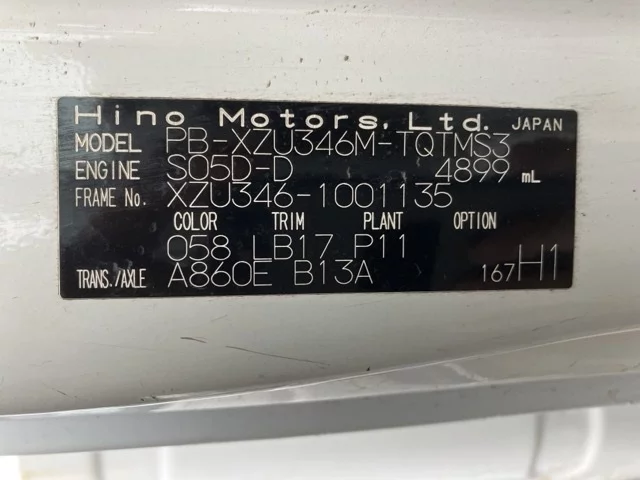 Hino Motors, Ltd. JAPAN
MODEL PB-XZU346M-TQTMS3
ENGINE S05D-D 4899 mL
FRAME No. XZU346-1001135
COLOR TRIM PLANT OPTION
058 LB17 P11
TRANS./AXLE A860E B13A 167H1